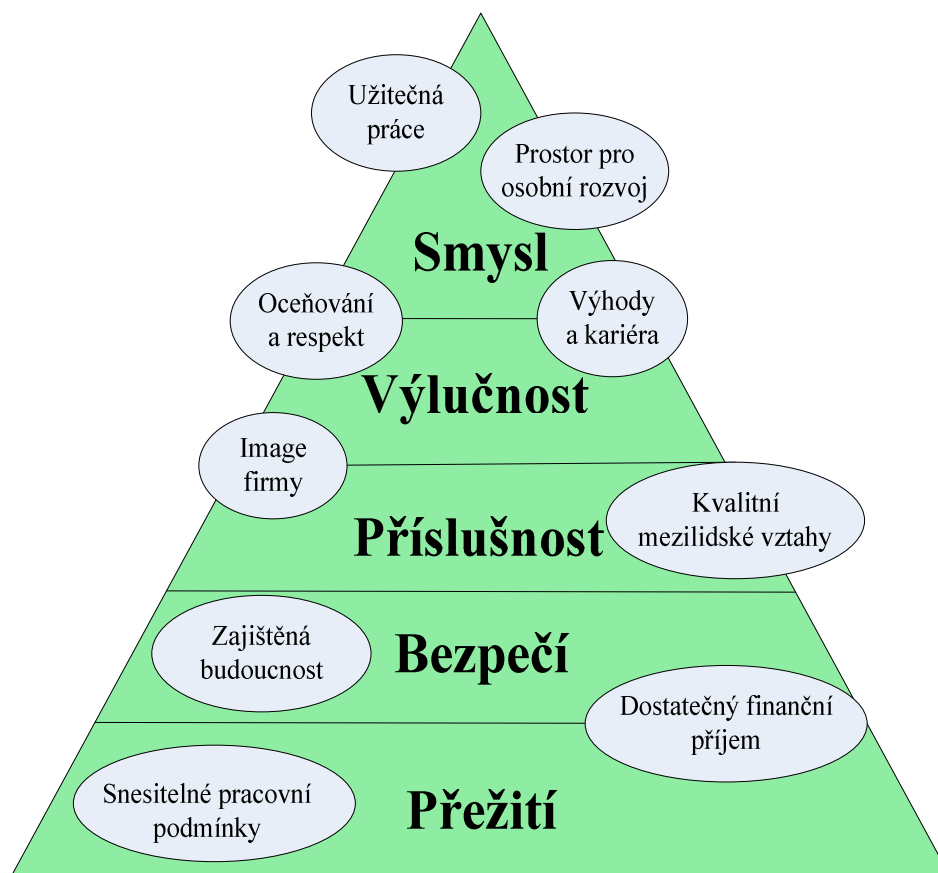 Užitečná
práce
Prostor pro
osobní rozvoj
Smysl
Oceňování
a respekt
Výhody
a kariéra
Výlučnost
Image
firmy
Příslušnost
Kvalitní
mezilidské vztahy
Zajištěná
budoucnost
Bezpečí
Dostatečný finanční
příjem
Snesitelné pracovní
podmínky
Přežití